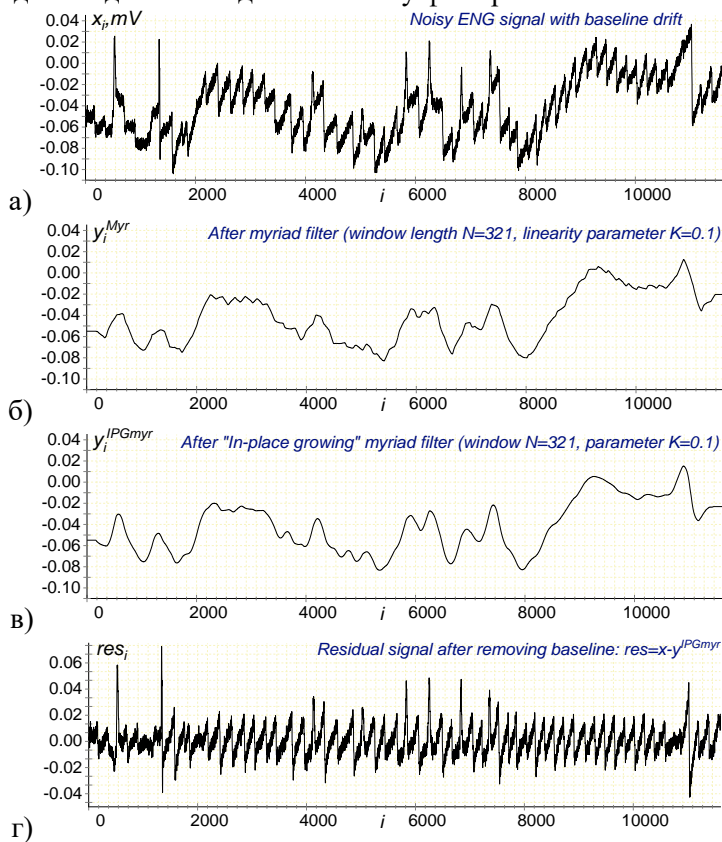 x_i, mV Noisy ENG signal with baseline drift
0.04
0.02
0.00
-0.04
-0.06
-0.08
-0.10
0 2000 4000 6000 8000 10000
i
а)
y_i^Myr After myriad filter (window length N=321, linearity parameter K=0.1)
0.04
0.02
0.00
-0.02
-0.04
-0.06
-0.08
-0.10
0 2000 4000 6000 8000 10000
i
б)
y_i^IPGmyr After "In-place growing" myriad filter (window N=321, parameter K=0.1)
0.04
0.02
-0.00
-0.02
-0.04
-0.06
-0.08
-0.10
0 2000 4000 6000 8000 10000
i
в)
res_i Residual signal after removing baseline: res=x-y^IPGmyr
0.06
0.04
0.02
0.00
-0.02
-0.04
0 2000 4000 6000 8000 10000
i
г)